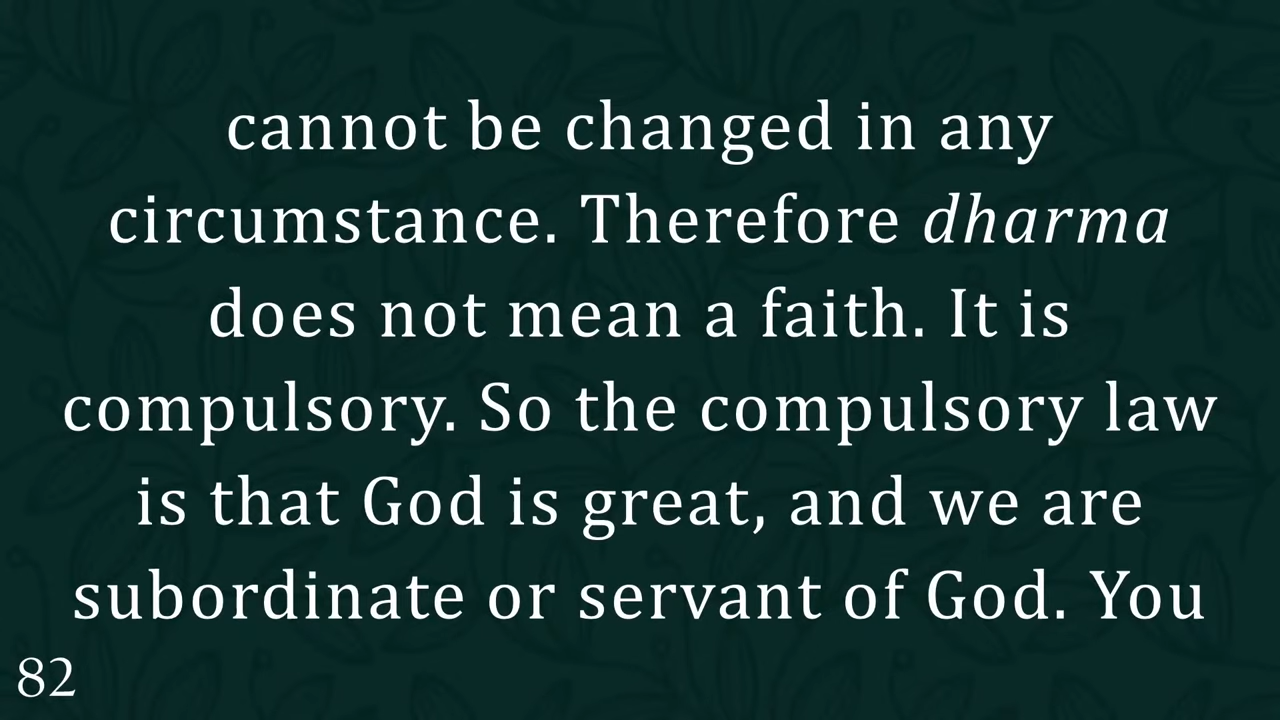 cannot be changed in any
circumstance. Therefore dharma
does not mean a faith. It is
compulsory. So the compulsory law
is that God is great, and we are
subordinate or servant of God. You
82